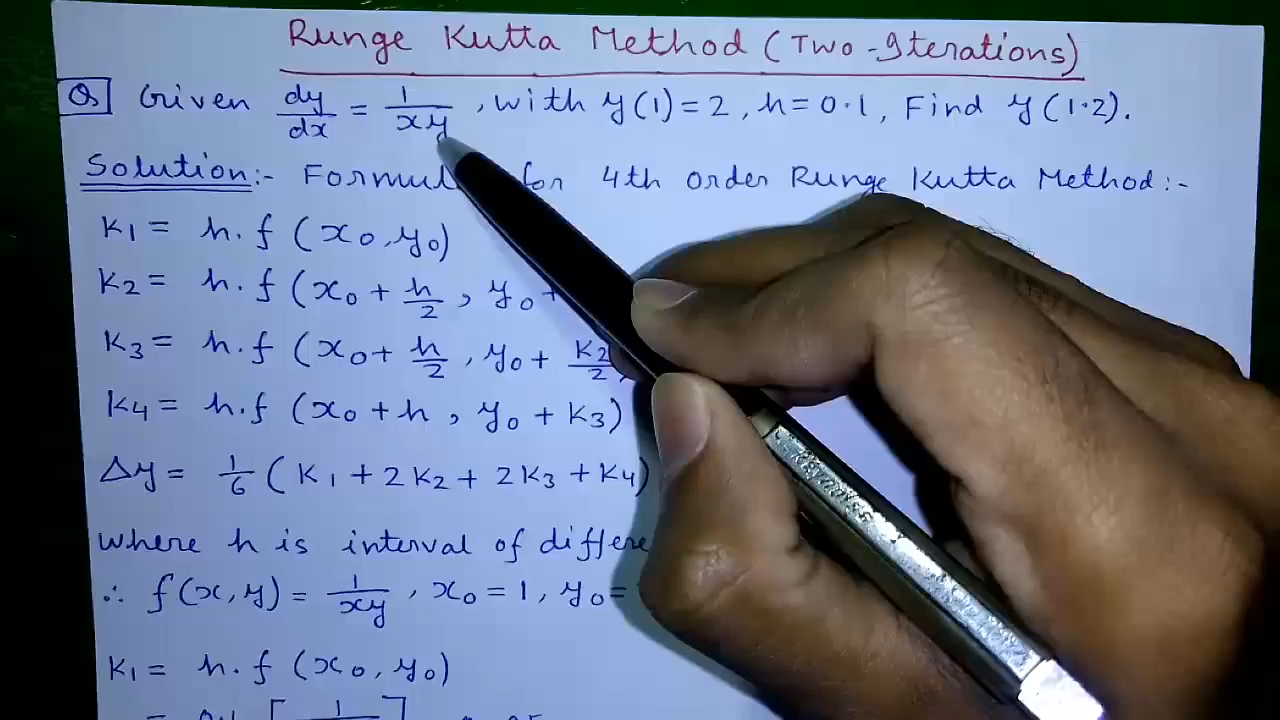 Runge Kutta Method (Two-Iterations)
Q. Given dy/dx = 1/xy, with y(1)=2, h=0.1, Find y(1.2).
Solution:- for 4th order Runge Kutta Method:-
K1 = h.f (x0, y0)
K2 = h.f (x0 + h/2, y0 +
K3 = h.f (x0 + h/2, y0 + K2/2
K4 = h.f (x0 + h, y0 + K3)
Δy = 1/6 (K1 + 2K2 + 2K3 + K4)
where h is interval of
∴ f(x,y) = 1/xy, x0 = 1, y0 =
K1 = h.f (x0, y0)
REYNOLDS